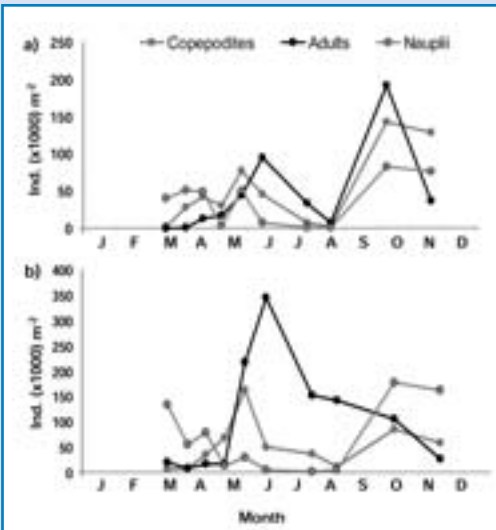 a)
Copepodites Adults Nauplii
Ind. (x1000) m⁻²
250
200
150
100
50
0
J F M A M J J A S O N D
b)
Ind. (x1000) m⁻²
400
350
300
250
200
150
100
50
0
J F M A M J J A S O N D
Month